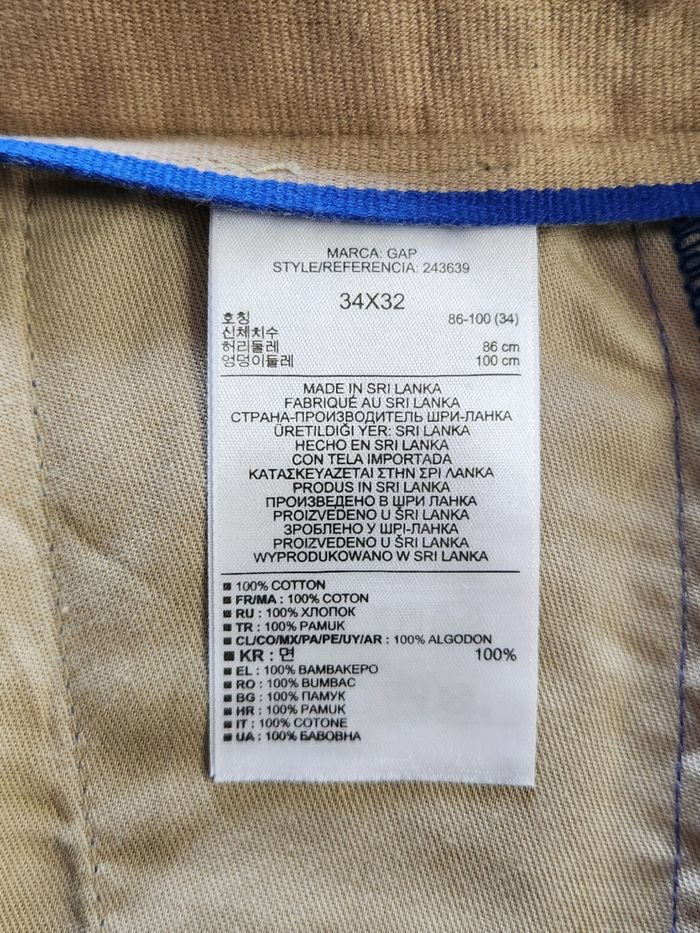 MARCA: GAP
STYLE/REFERENCIA: 243639
34X32
호칭 86-100 (34)
신체치수
허리둘레 86 cm
엉덩이둘레 100 cm
MADE IN SRI LANKA
FABRIQUÉ AU SRI LANKA
СТРАНА-ПРОИЗВОДИТЕЛЬ ШРИ-ЛАНКА
ÜRETILDIĞI YER: SRI LANKA
HECHO EN SRI LANKA
CON TELA IMPORTADA
ΚΑΤΑΣΚΕΥΑΖΕΤΑΙ ΣΤΗΝ ΣΡΙ ΛΑΝΚΑ
PRODUS IN SRI LANKA
ПРОИЗВЕДЕНО В ШРИ ЛАНКА
PROIZVEDENO U ŠRI LANKA
ЗРОБЛЕНО У ШРІ-ЛАНКА
PROIZVEDENO U ŠRI LANKA
WYPRODUKOWANO W SRI LANKA
■ 100% COTTON
■ FR/MA : 100% COTON
■ RU : 100% ХЛОПОК
■ TR : 100% PAMUK
■ CL/CO/MX/PA/PE/UY/AR : 100% ALGODON
■ KR : 면 100%
■ EL : 100% ΒΑΜΒΑΚΕΡΟ
■ RO : 100% BUMBAC
■ BG : 100% ПАМУК
■ HR : 100% PAMUK
■ IT : 100% COTONE
■ UA : 100% БАВОВНА